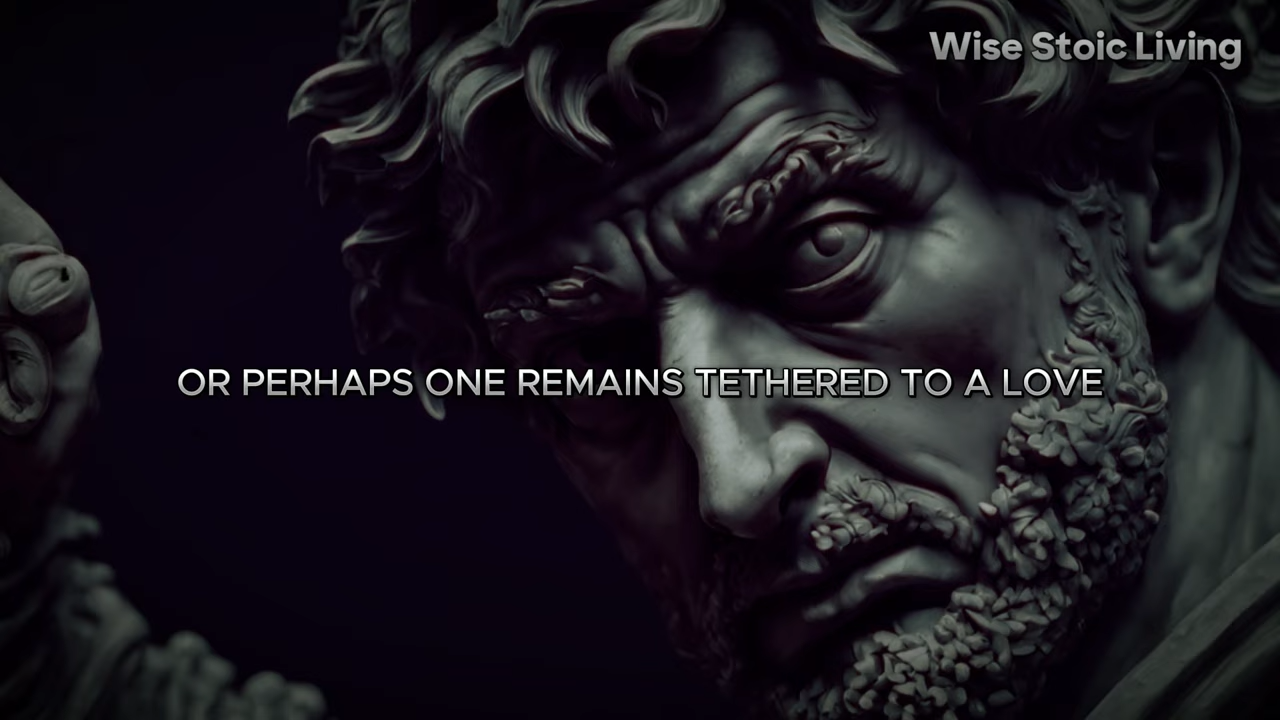 Wise Stoic Living
OR PERHAPS ONE REMAINS TETHERED TO A LOVE